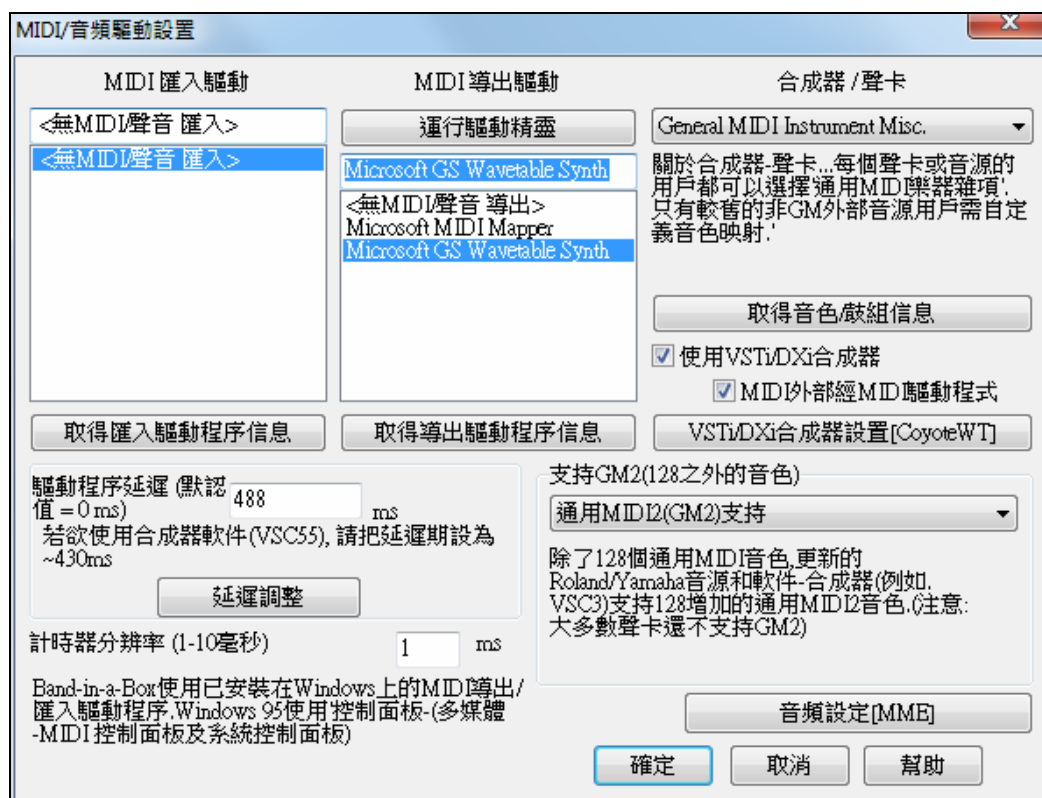 MIDI/音頻驅動設置
X
MIDI 匯入驅動
<無MIDI/聲音 匯入>
<無MIDI/聲音 匯入>
取得匯入驅動程序信息
MIDI 導出驅動
運行驅動精靈
Microsoft GS Wavetable Synth
<無MIDI/聲音 導出>
Microsoft MIDI Mapper
Microsoft GS Wavetable Synth
取得導出驅動程序信息
合成器 / 聲卡
General MIDI Instrument Misc.
關於合成器-聲卡...每個聲卡或音源的
用戶都可以選擇'通用MIDI樂器雜項'.
只有較舊的非GM外部音源用戶需自定
義音色映射.'
取得音色/鼓組信息
使用VSTi/DXi合成器
MIDI外部經MIDI驅動程式
VSTi/DXi合成器設置[CoyoteWT]
驅動程序延遲 (默認
值 = 0 ms)
488
ms
若欲使用合成器軟件(VSC55), 請把延遲期設為
~430ms
延遲調整
計時器分辨率 (1-10毫秒)
1
ms
Band-in-a-Box使用已安裝在Windows上的MIDI導出/
匯入驅動程序.Windows 95使用'控制面板-(多媒體
-MIDI 控制面板及系統控制面板)
支持GM2(128之外的音色)
通用MIDI2(GM2)支持
除了128個通用MIDI音色,更新的
Roland/Yamaha音源和軟件-合成器(例如.
VSC3)支持128增加的通用MIDI2音色.(注意:
大多數聲卡還不支持GM2)
音頻設定[MME]
確定
取消
幫助